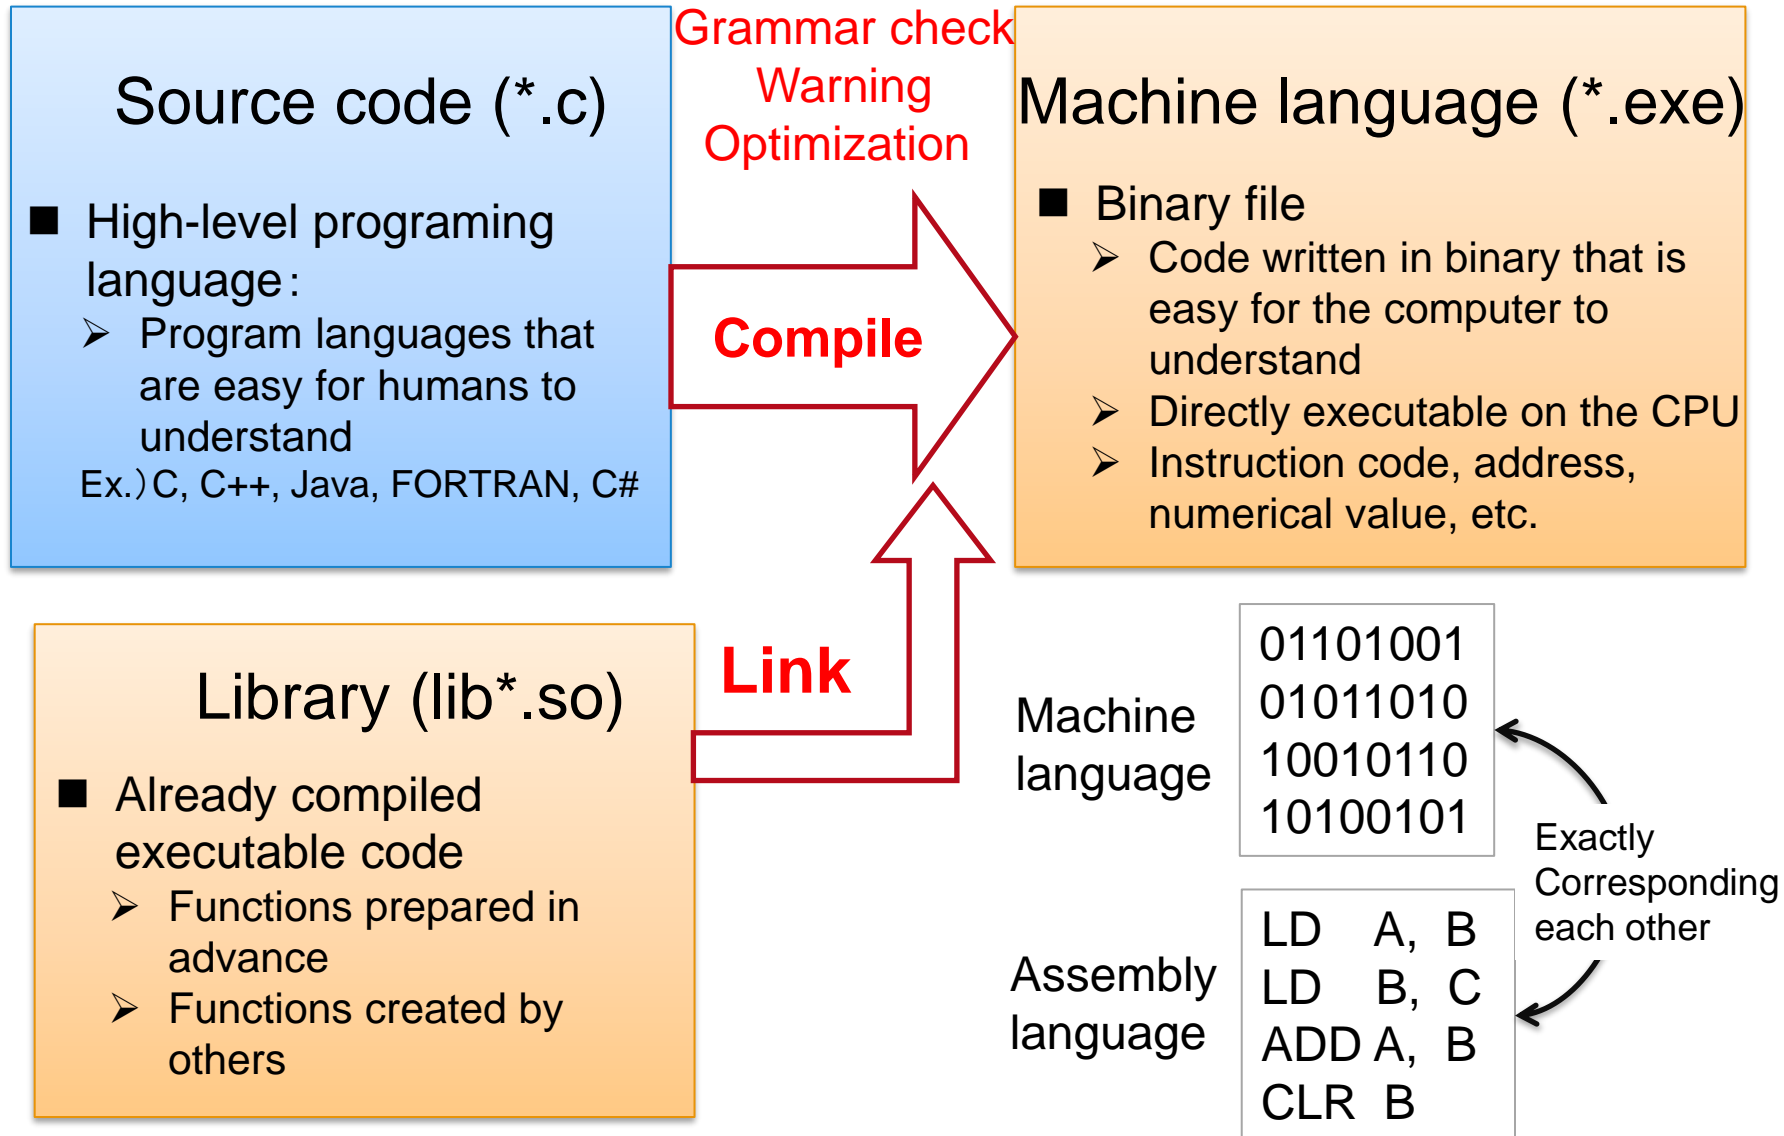 Source code (*.c)
High-level programing
language：
Program languages that
are easy for humans to
understand
Ex.）C, C++, Java, FORTRAN, C#
Grammar check
Warning
Optimization
Compile
Machine language (*.exe)
Binary file
Code written in binary that is
easy for the computer to
understand
Directly executable on the CPU
Instruction code, address,
numerical value, etc.
Library (lib*.so)
Already compiled
executable code
Functions prepared in
advance
Functions created by
others
Link
Machine
language
01101001
01011010
10010110
10100101
Exactly
Corresponding
each other
Assembly
language
LD A, B
LD B, C
ADD A, B
CLR B